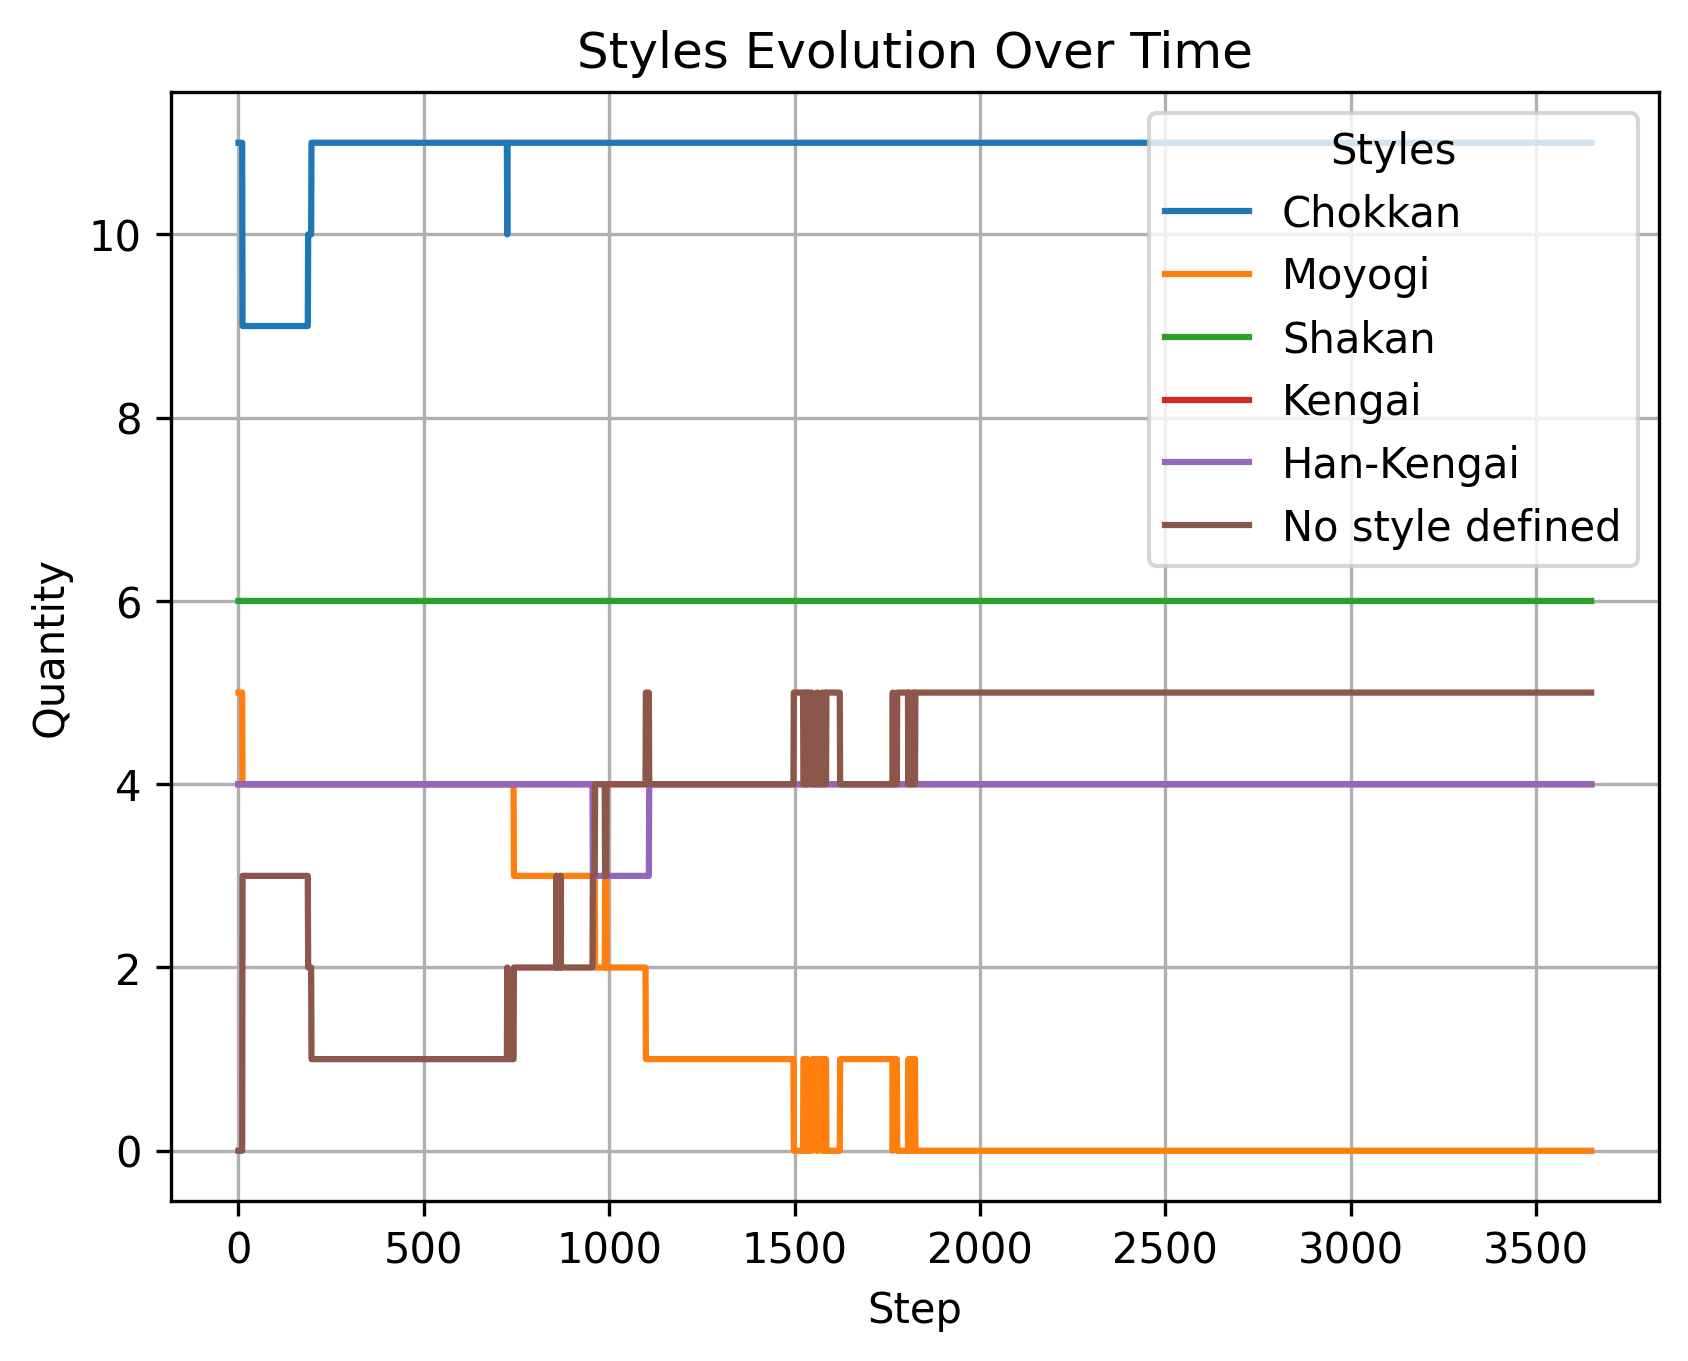 Styles Evolution Over Time
Styles
Chokkan
Moyogi
Shakan
Kengai
Han-Kengai
No style defined
Quantity
10
8
6
4
2
0
0 500 1000 1500 2000 2500 3000 3500
Step